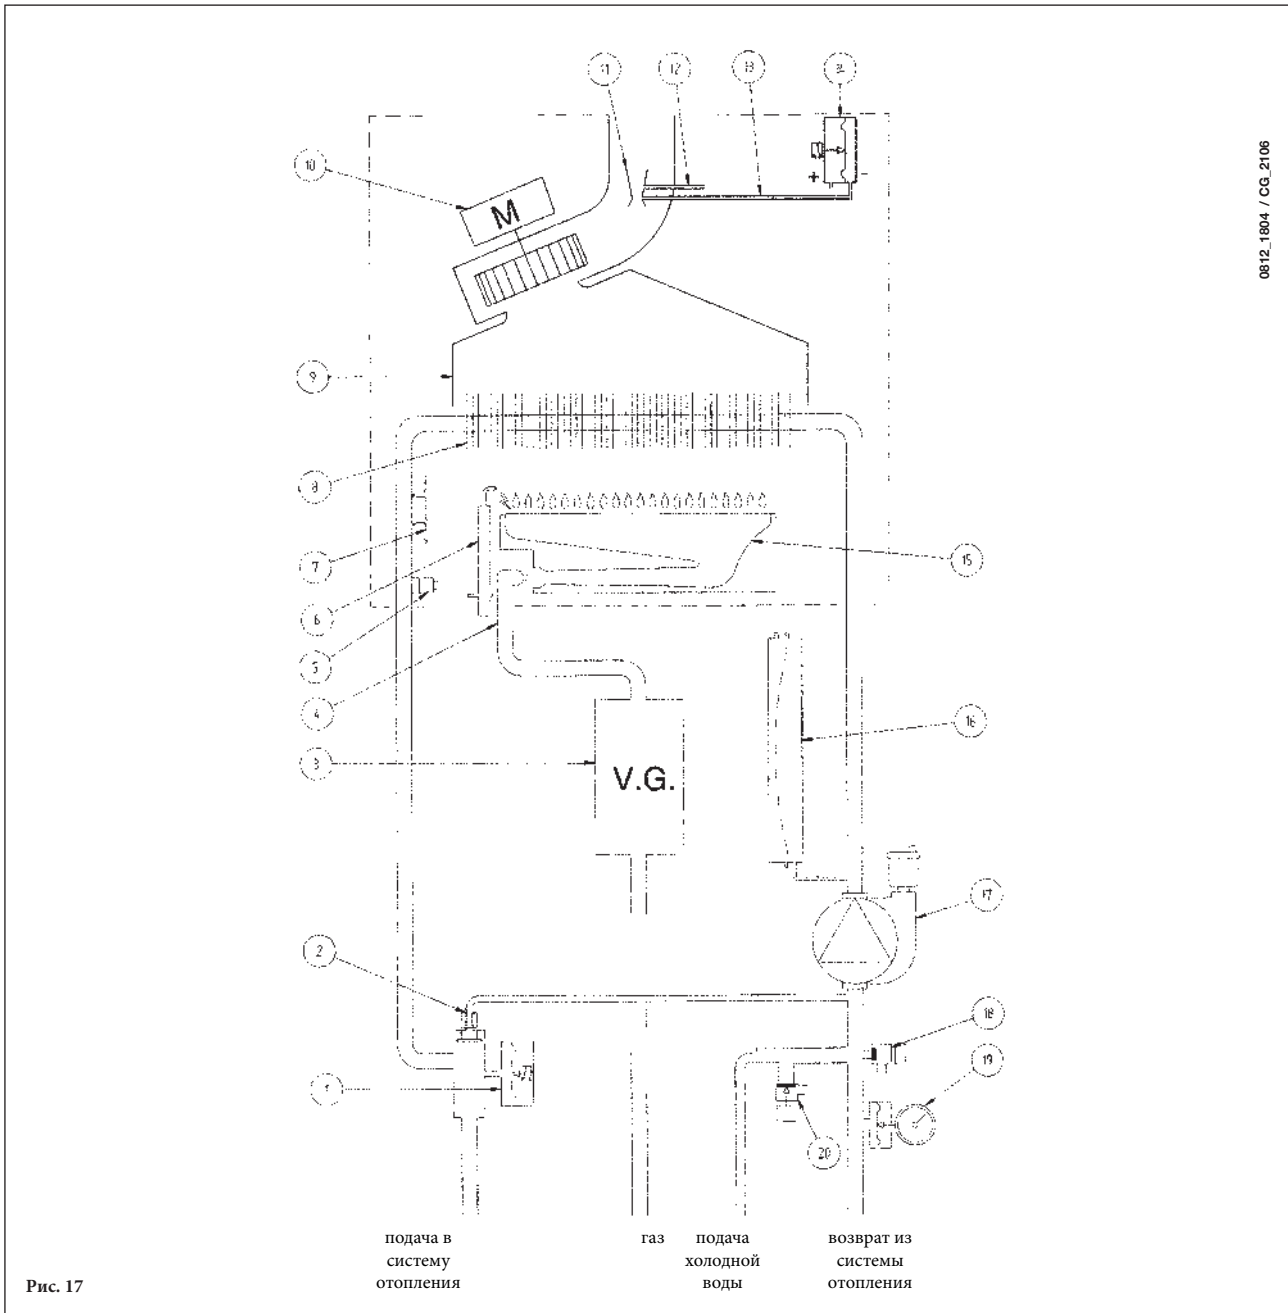 11
12
13
0812_1804 / CG_2106
10
M
+
9
8
7
15
6
5
4
16
3
V.G.
17
2
18
19
1
20
подача в
систему
отопления
газ
подача
холодной
воды
возврат из
системы
отопления
Рис. 17